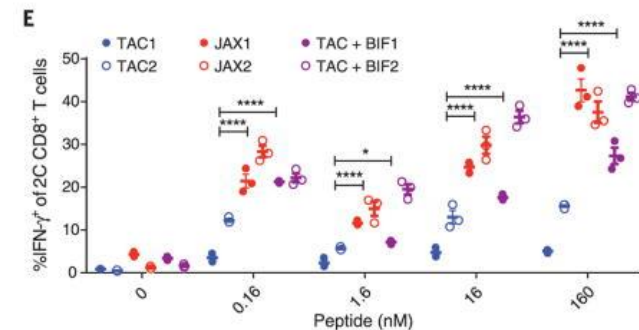 E
TAC1 JAX1 TAC + BIF1
TAC2 JAX2 TAC + BIF2
%IFN-γ⁺ of 2C CD8⁺ T cells
50
40
30
20
10
0
**** **** **** * **** **** **** ****
0 0.16 1.6 16 160
Peptide (nM)